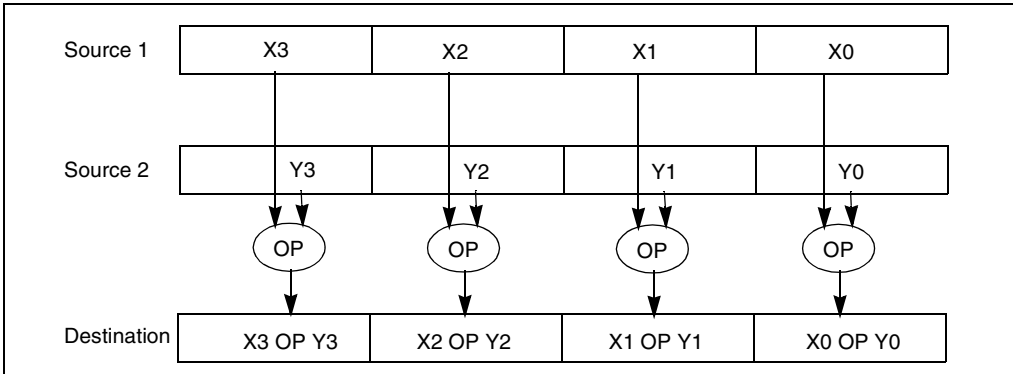 Source 1 X3 X2 X1 X0
Source 2 Y3 Y2 Y1 Y0
OP OP OP OP
Destination X3 OP Y3 X2 OP Y2 X1 OP Y1 X0 OP Y0